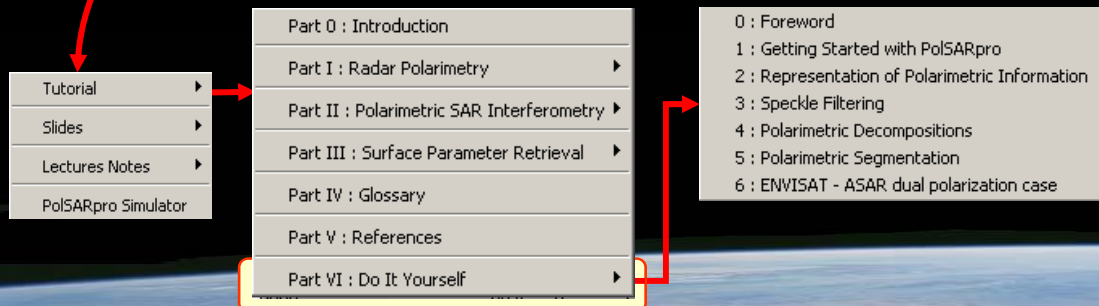 Tutorial
Slides
Lectures Notes
PolSARpro Simulator
Part 0 : Introduction
Part I : Radar Polarimetry
Part II : Polarimetric SAR Interferometry
Part III : Surface Parameter Retrieval
Part IV : Glossary
Part V : References
Part VI : Do It Yourself
0 : Foreword
1 : Getting Started with PolSARpro
2 : Representation of Polarimetric Information
3 : Speckle Filtering
4 : Polarimetric Decompositions
5 : Polarimetric Segmentation
6 : ENVISAT - ASAR dual polarization case